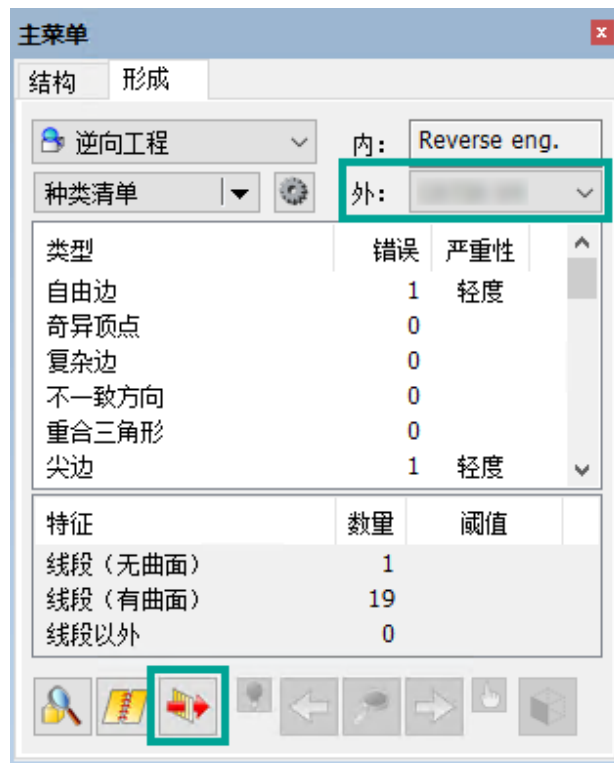 主菜单
结构 形成
逆向工程 内: Reverse eng.
种类清单 外:
类型 错误 严重性
自由边 1 轻度
奇异顶点 0
复杂边 0
不一致方向 0
重合三角形 0
尖边 1 轻度
特征 数量 阈值
线段（无曲面） 1
线段（有曲面） 19
线段以外 0